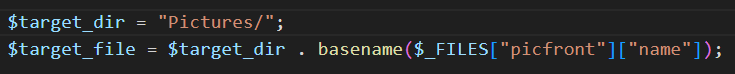 $target_dir = "Pictures/";
$target_file = $target_dir . basename($_FILES["picfront"]["name"]);